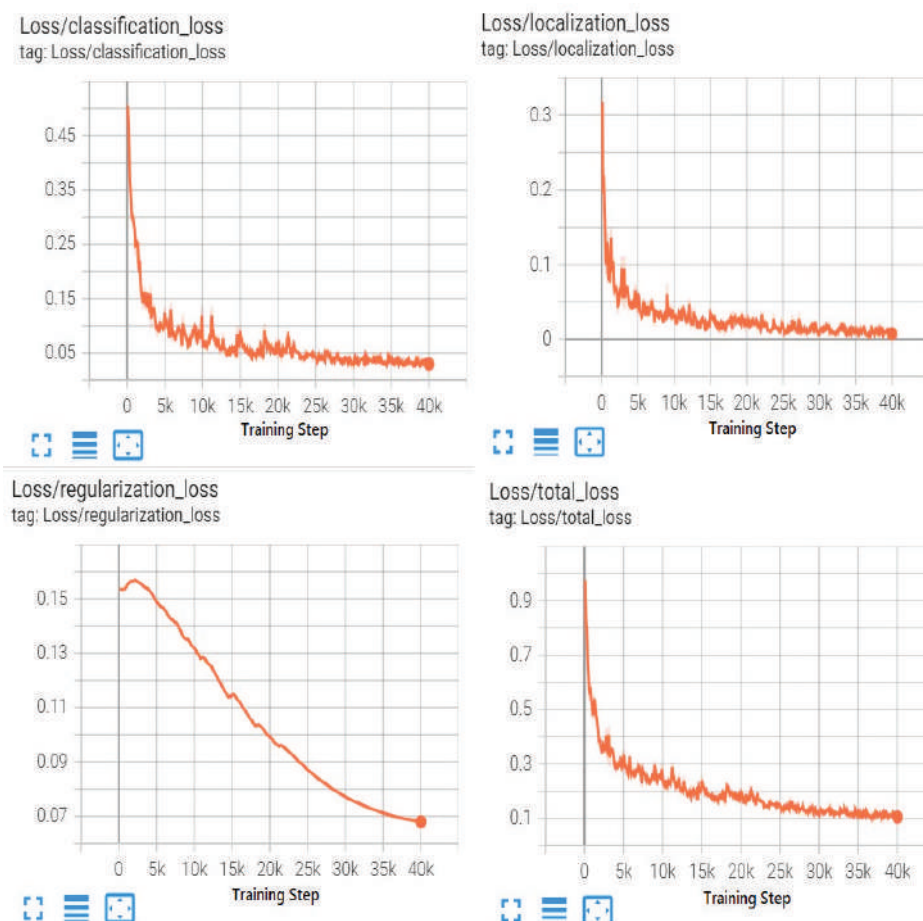 Loss/classification_loss
tag: Loss/classification_loss
0.45
0.35
0.25
0.15
0.05
0 5k 10k 15k 20k 25k 30k 35k 40k
Training Step
Loss/localization_loss
tag: Loss/localization_loss
0.3
0.2
0.1
0
0 5k 10k 15k 20k 25k 30k 35k 40k
Training Step
Loss/regularization_loss
tag: Loss/regularization_loss
0.15
0.13
0.11
0.09
0.07
0 5k 10k 15k 20k 25k 30k 35k 40k
Training Step
Loss/total_loss
tag: Loss/total_loss
0.9
0.7
0.5
0.3
0.1
0 5k 10k 15k 20k 25k 30k 35k 40k
Training Step